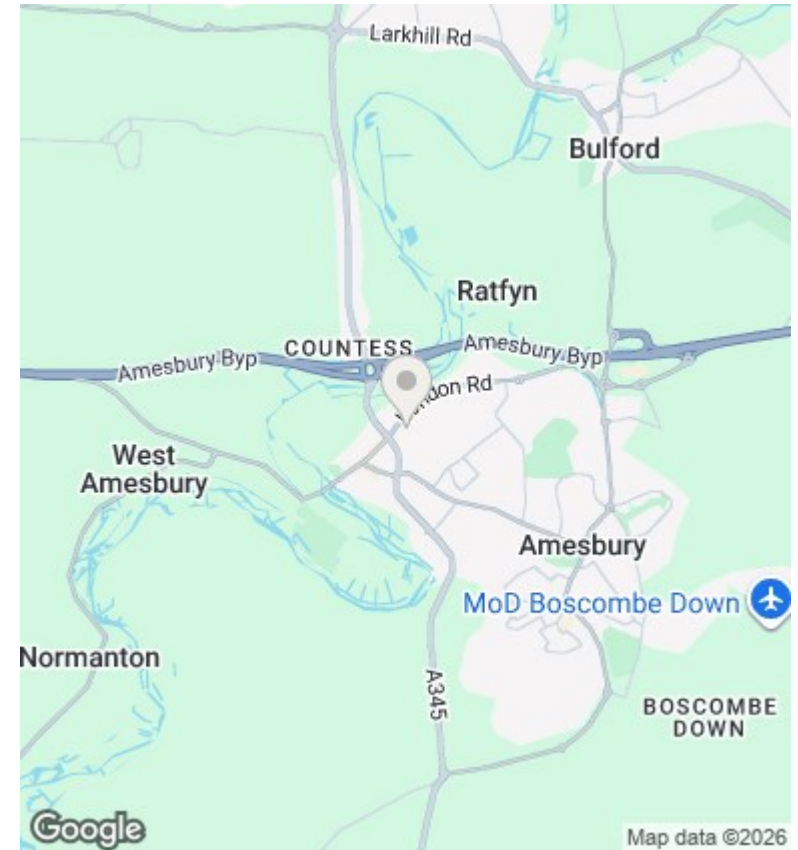 Larkhill Rd
Bulford
Ratfyn
COUNTESS
Amesbury Byp
Amesbury Byp
London Rd
West
Amesbury
Amesbury
MoD Boscombe Down
Normanton
A345
BOSCOMBE
DOWN
Google
Map data ©2026